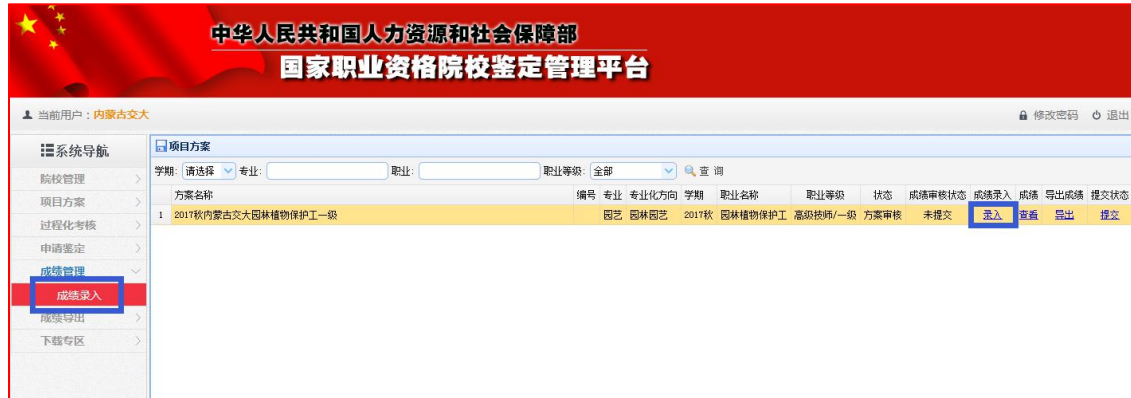 中华人民共和国人力资源和社会保障部
国家职业资格院校鉴定管理平台
当前用户：内蒙古交大 修改密码 退出
系统导航
院校管理
项目方案
过程化考核
申请鉴定
成绩管理
成绩录入
成绩导出
下载专区
项目方案
学期: 请选择 专业: 职业: 职业等级: 全部 查 询
方案名称 编号 专业 专业化方向 学期 职业名称 职业等级 状态 成绩审核状态 成绩录入 成绩 导出成绩 提交状态
1 2017秋内蒙古交大园林植物保护工一级 园艺 园林园艺 2017秋 园林植物保护工 高级技师/一级 方案审核 未提交 录入 查看 导出 提交